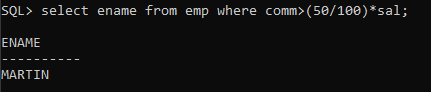 SQL> select ename from emp where comm>(50/100)*sal;
ENAME
----------
MARTIN